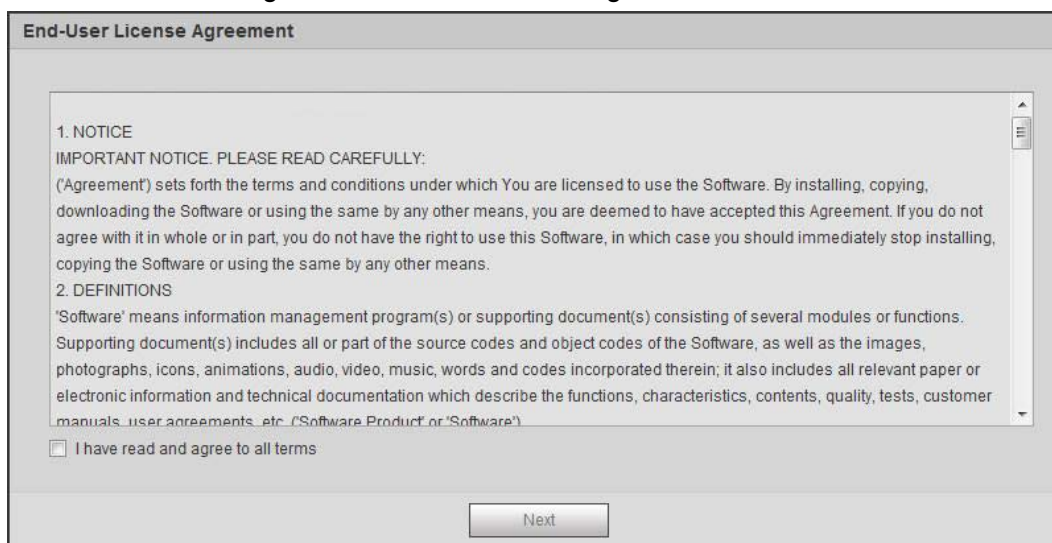 End-User License Agreement
1. NOTICE
IMPORTANT NOTICE. PLEASE READ CAREFULLY:
('Agreement') sets forth the terms and conditions under which You are licensed to use the Software. By installing, copying,
downloading the Software or using the same by any other means, you are deemed to have accepted this Agreement. If you do not
agree with it in whole or in part, you do not have the right to use this Software, in which case you should immediately stop installing,
copying the Software or using the same by any other means.
2. DEFINITIONS
'Software' means information management program(s) or supporting document(s) consisting of several modules or functions.
Supporting document(s) includes all or part of the source codes and object codes of the Software, as well as the images,
photographs, icons, animations, audio, video, music, words and codes incorporated therein; it also includes all relevant paper or
electronic information and technical documentation which describe the functions, characteristics, contents, quality, tests, customer
manuals, user agreements, etc. ('Software Product' or 'Software')
I have read and agree to all terms
Next